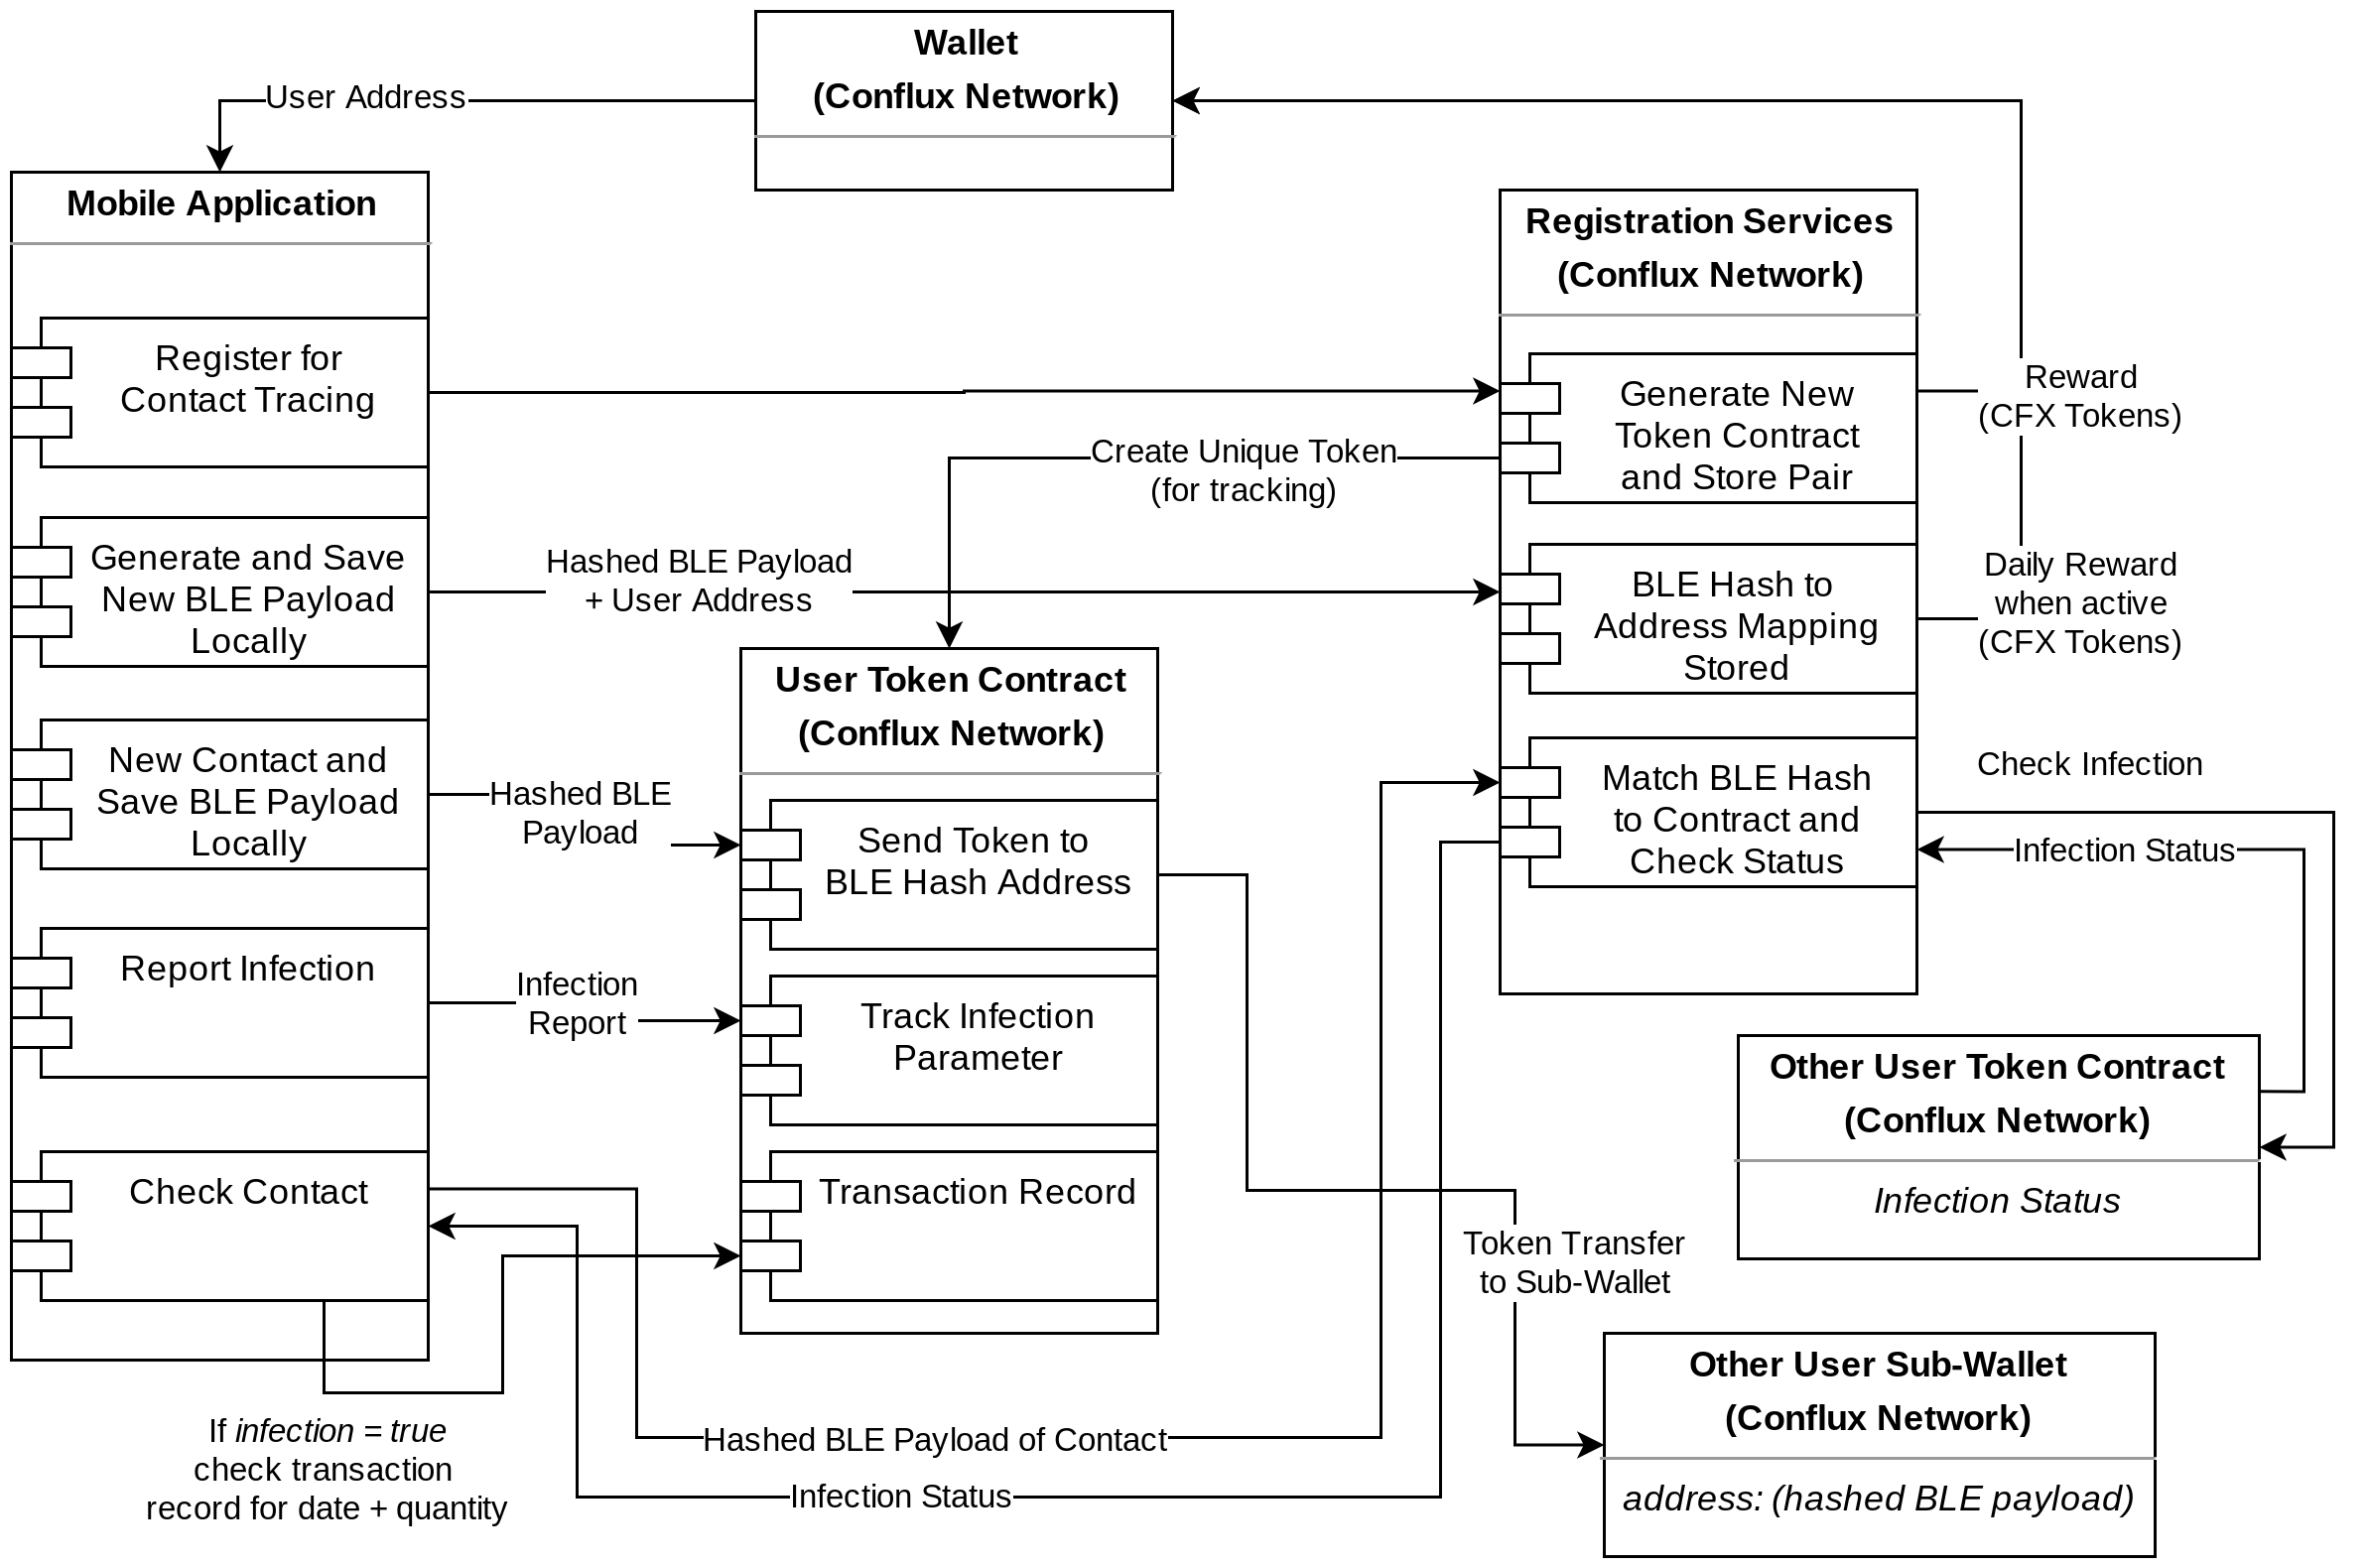 Wallet
(Conflux Network)
User Address
Mobile Application
Register for
Contact Tracing
Generate and Save
New BLE Payload
Locally
New Contact and
Save BLE Payload
Locally
Report Infection
Check Contact
If infection = true
check transaction
record for date + quantity
Hashed BLE Payload
+ User Address
Hashed BLE
Payload
Infection
Report
Create Unique Token
(for tracking)
User Token Contract
(Conflux Network)
Send Token to
BLE Hash Address
Track Infection
Parameter
Transaction Record
Hashed BLE Payload of Contact
Infection Status
Registration Services
(Conflux Network)
Generate New
Token Contract
and Store Pair
BLE Hash to
Address Mapping
Stored
Match BLE Hash
to Contract and
Check Status
Reward
(CFX Tokens)
Daily Reward
when active
(CFX Tokens)
Check Infection
Infection Status
Other User Token Contract
(Conflux Network)
Infection Status
Token Transfer
to Sub-Wallet
Other User Sub-Wallet
(Conflux Network)
address: (hashed BLE payload)